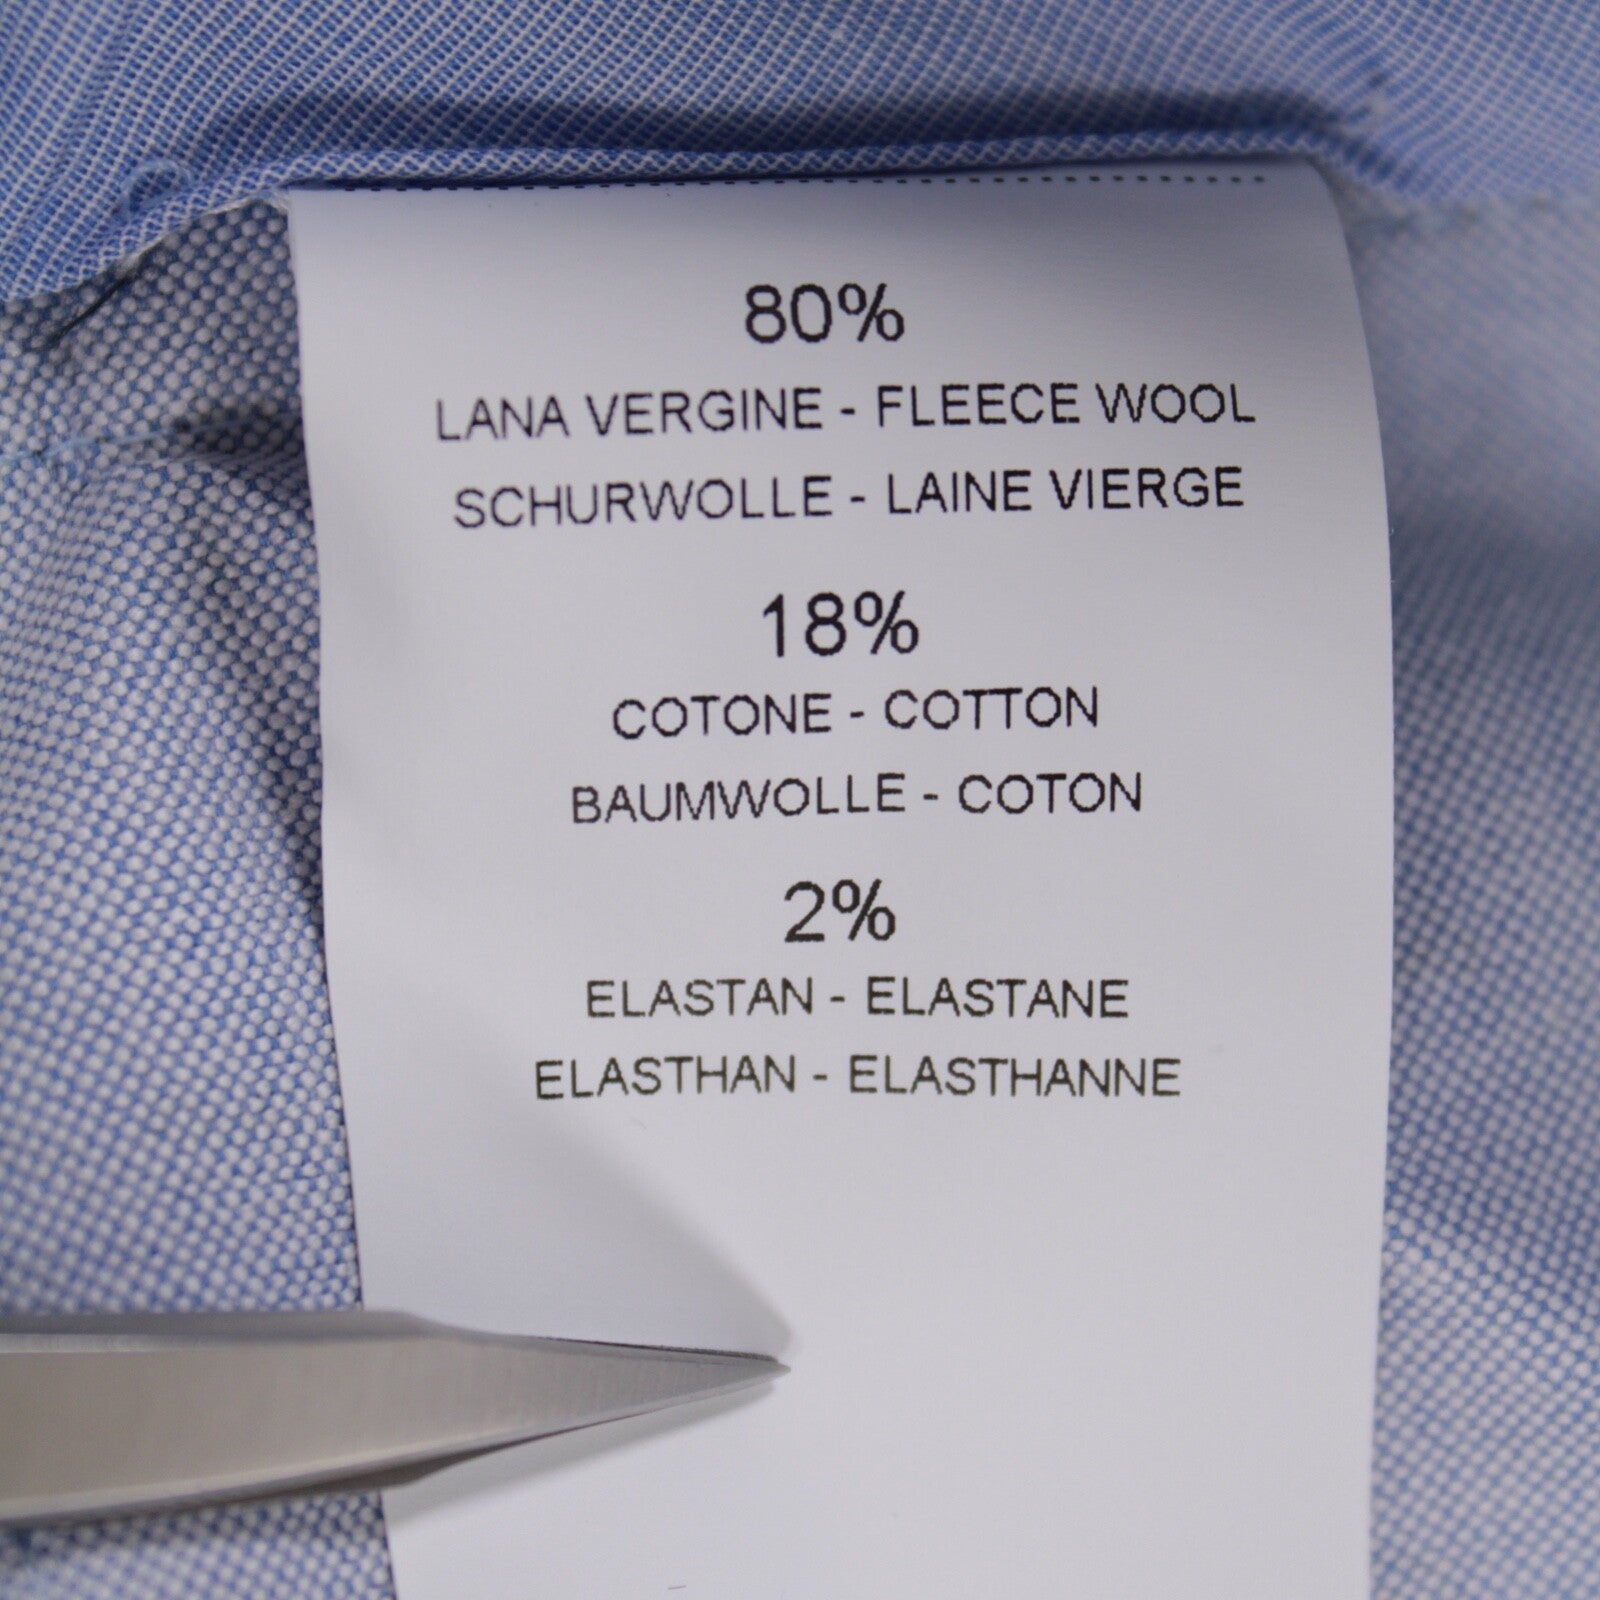 80%
LANA VERGINE - FLEECE WOOL
SCHURWOLLE - LAINE VIERGE
18%
COTONE - COTTON
BAUMWOLLE - COTON
2%
ELASTAN - ELASTANE
ELASTHAN - ELASTHANNE